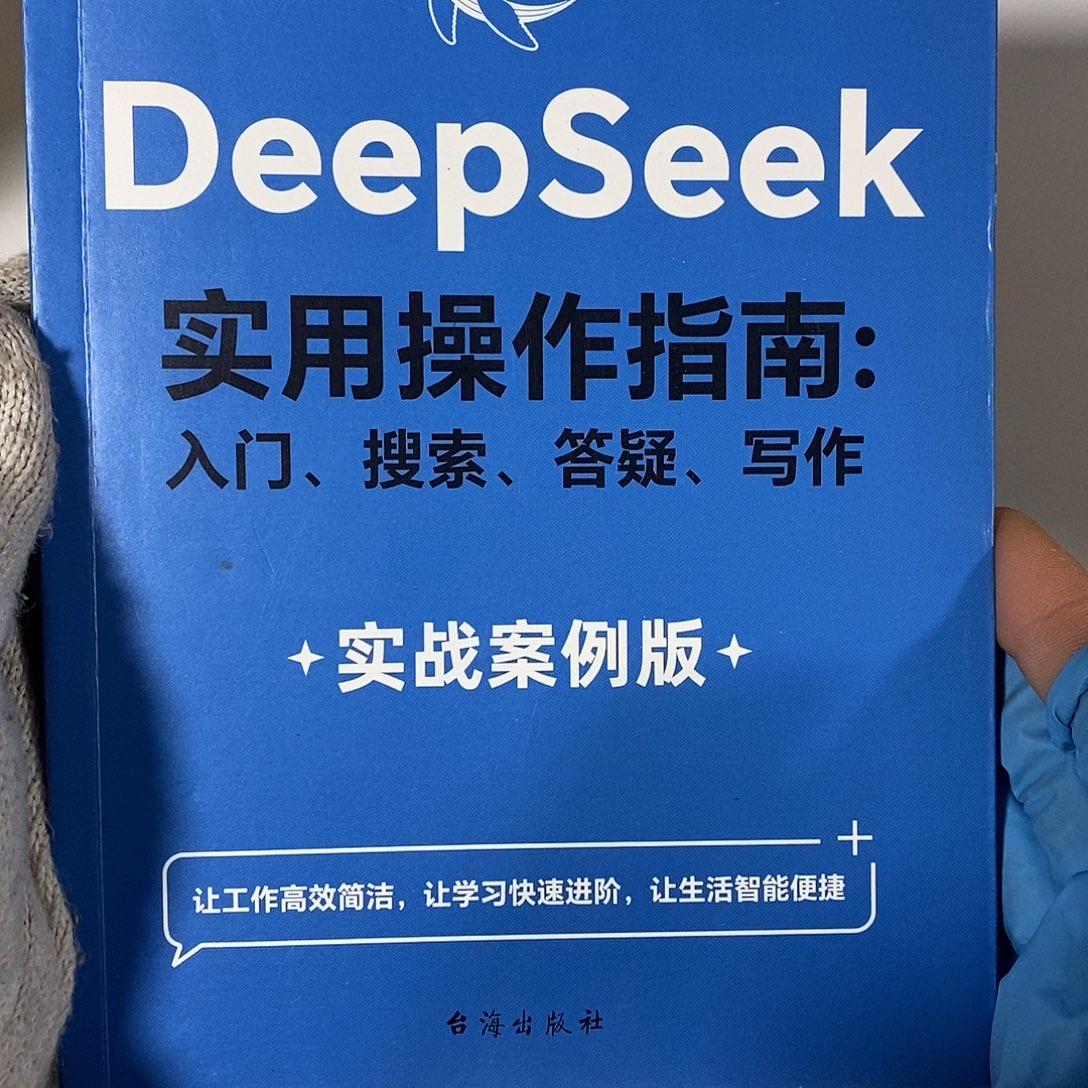 DeepSeek
实用操作指南:
入门、搜索、答疑、写作
实战案例版
让工作高效简洁，让学习快速进阶，让生活智能便捷
台海出版社